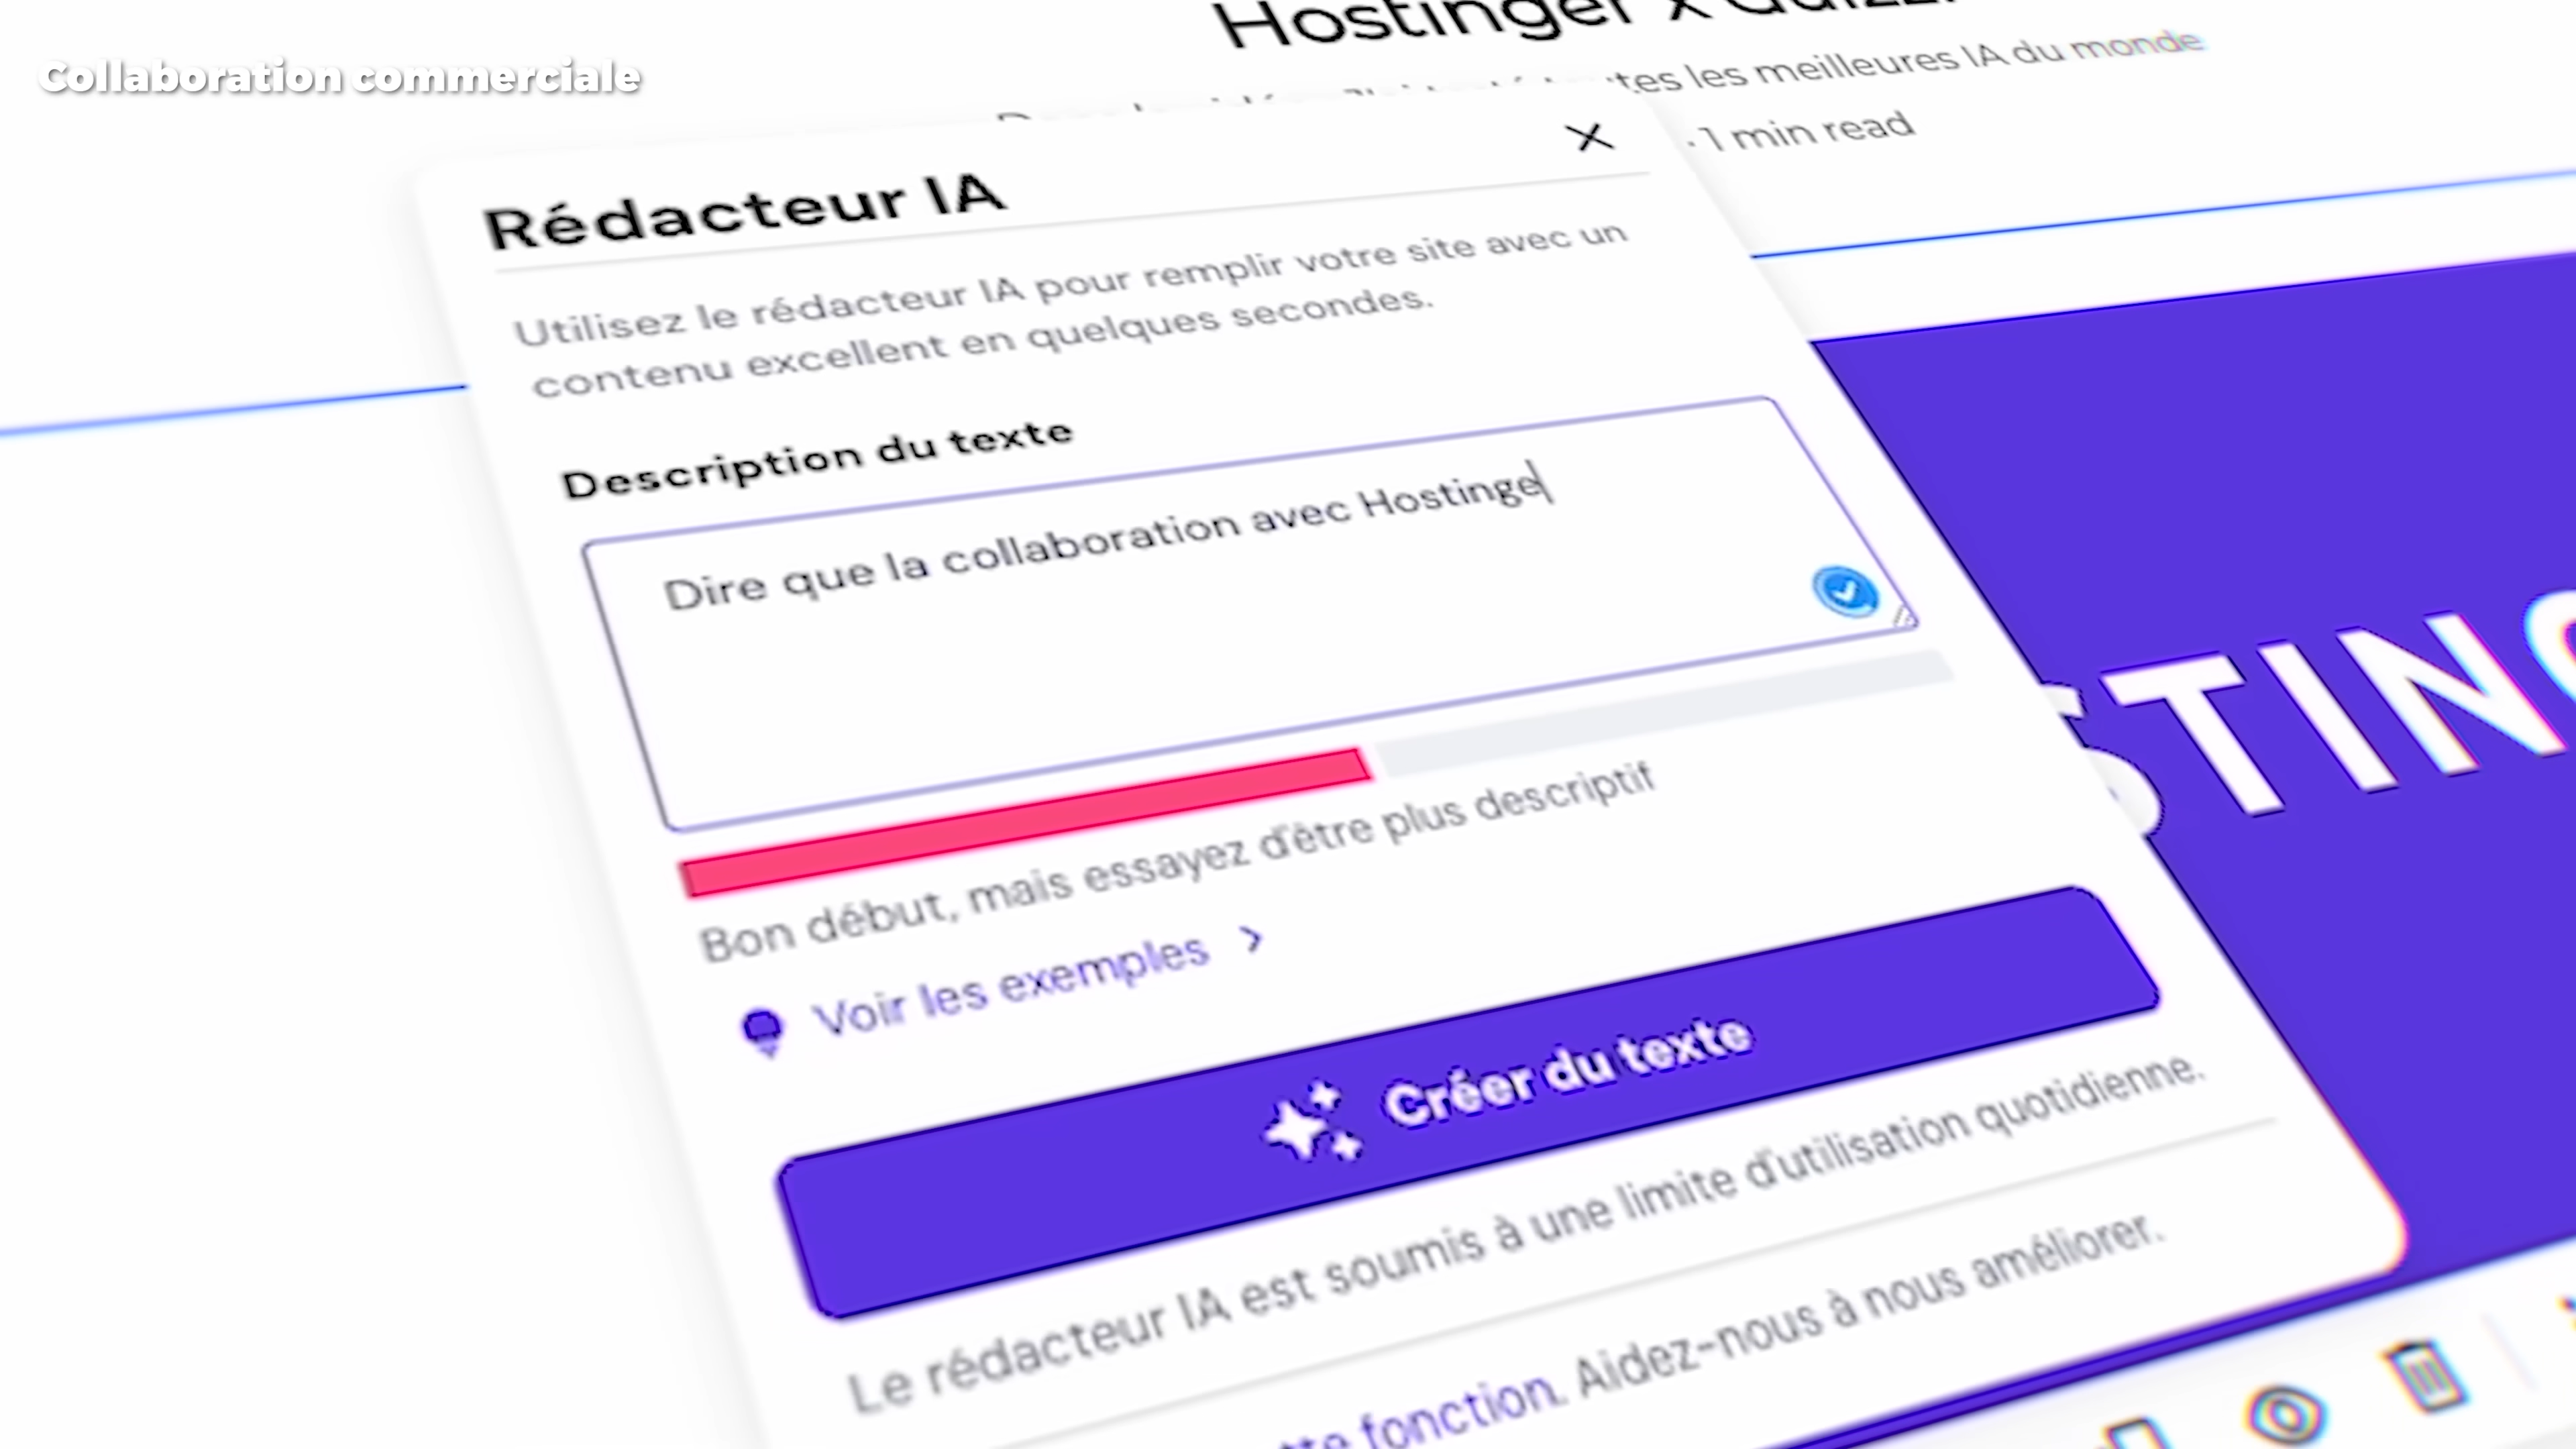 Collaboration commerciale
Hostinger x
les meilleures IA du monde
· 1 min read
Rédacteur IA
Utilisez le rédacteur IA pour remplir votre site avec un
contenu excellent en quelques secondes.
Description du texte
Dire que la collaboration avec Hostinge
Bon début, mais essayez d'être plus descriptif
Voir les exemples
Créer du texte
Le rédacteur IA est soumis à une limite d'utilisation quotidienne.
fonction. Aidez-nous à nous améliorer.
STING